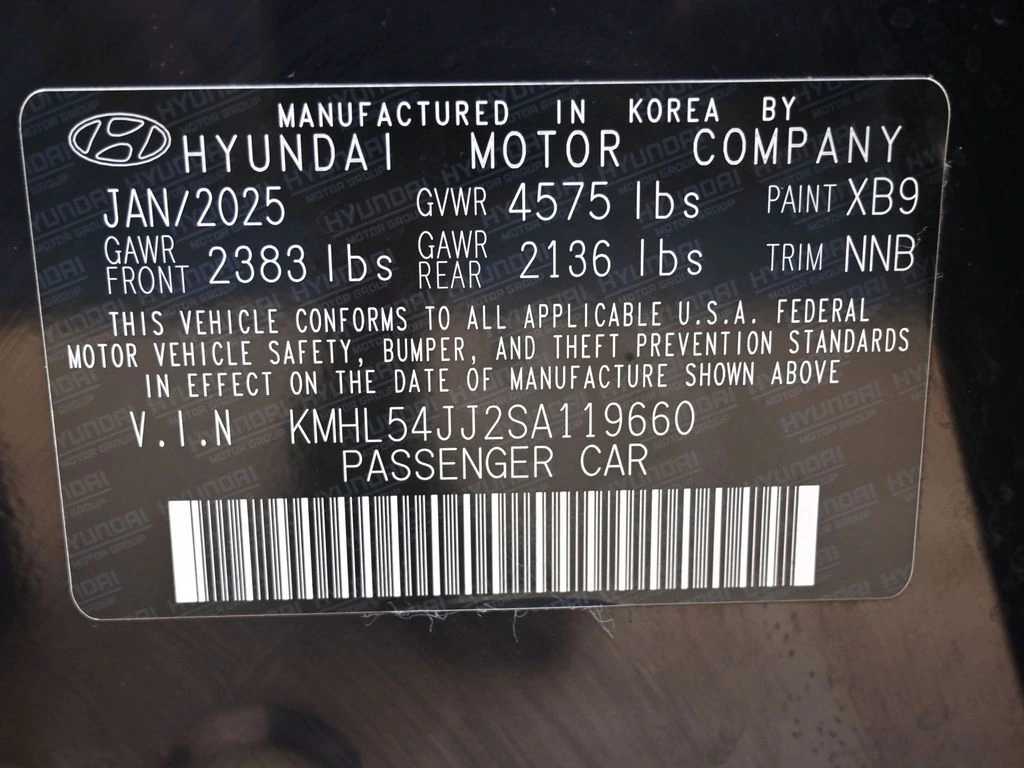 MANUFACTURED IN KOREA BY
HYUNDAI MOTOR COMPANY
JAN/2025 GVWR 4575 lbs PAINT XB9
GAWR FRONT 2383 lbs GAWR REAR 2136 lbs TRIM NNB
THIS VEHICLE CONFORMS TO ALL APPLICABLE U.S.A. FEDERAL
MOTOR VEHICLE SAFETY, BUMPER, AND THEFT PREVENTION STANDARDS
IN EFFECT ON THE DATE OF MANUFACTURE SHOWN ABOVE
V.I.N KMHL54JJ2SA119660
PASSENGER CAR